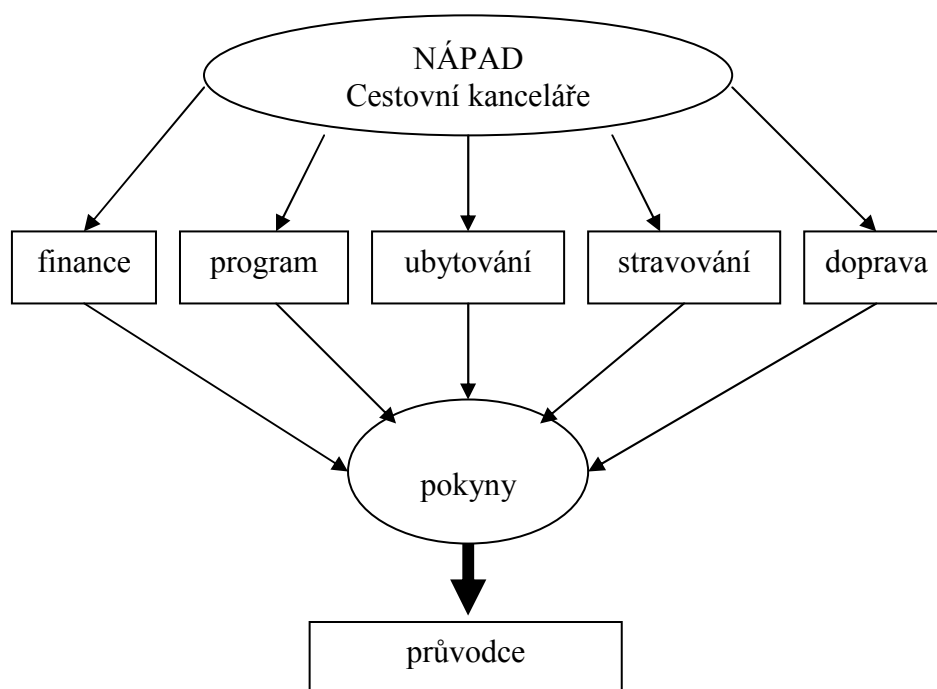 NÁPAD
Cestovní kanceláře
finance
program
ubytování
stravování
doprava
pokyny
průvodce